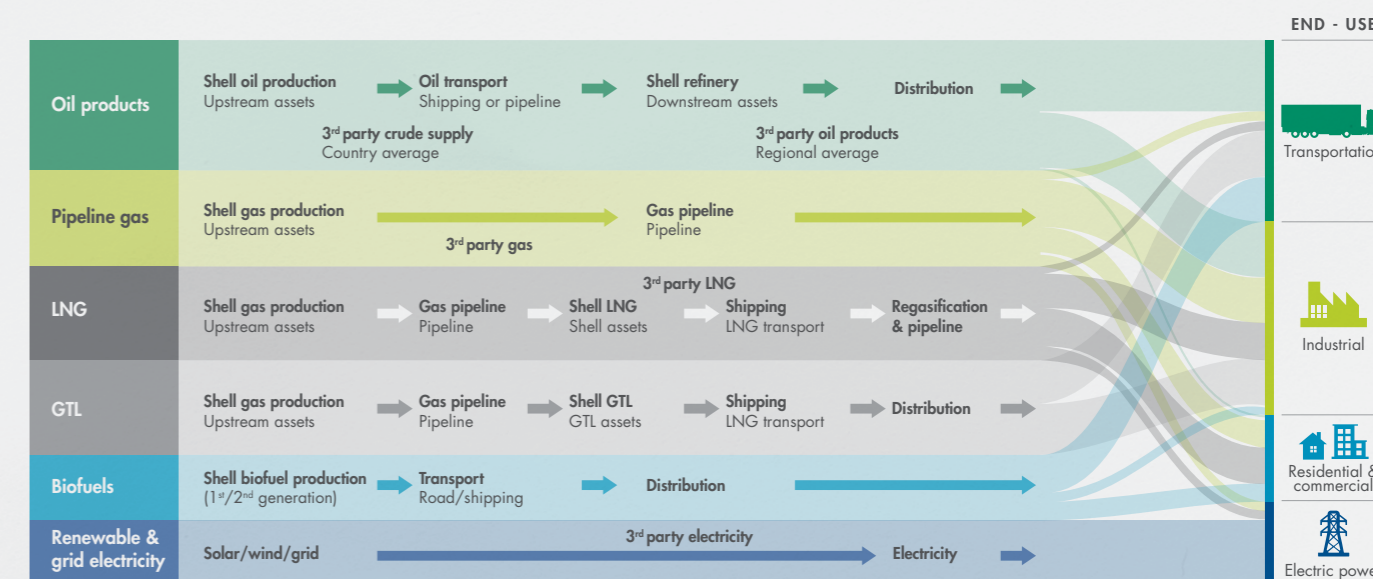 END - USE
Oil products
Shell oil production
Upstream assets
Oil transport
Shipping or pipeline
Shell refinery
Downstream assets
Distribution
3rd party crude supply
Country average
3rd party oil products
Regional average
Transportatio
Pipeline gas
Shell gas production
Upstream assets
3rd party gas
Gas pipeline
Pipeline
LNG
3rd party LNG
Shell gas production
Upstream assets
Gas pipeline
Pipeline
Shell LNG
Shell assets
Shipping
LNG transport
Regasification
& pipeline
Industrial
GTL
Shell gas production
Upstream assets
Gas pipeline
Pipeline
Shell GTL
GTL assets
Shipping
LNG transport
Distribution
Biofuels
Shell biofuel production
(1st/2nd generation)
Transport
Road/shipping
Distribution
Residential &
commercial
Renewable &
grid electricity
Solar/wind/grid
3rd party electricity
Electricity
Electric powe